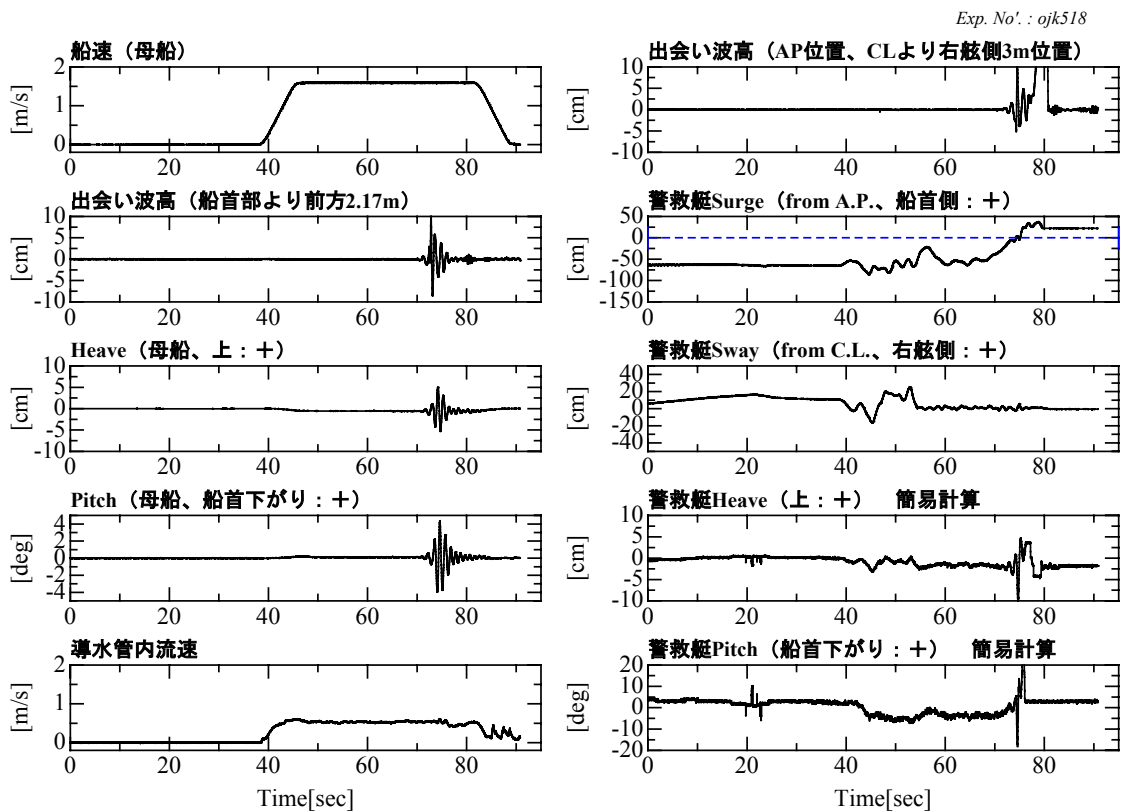 Exp. No'. : ojk518
船速（母船）
[m/s]
2
1
0
0 20 40 60 80
出会い波高（船首部より前方2.17m）
[cm]
10
5
0
-5
-10
0 20 40 60 80
Heave（母船、上：＋）
[cm]
10
5
0
-5
-10
0 20 40 60 80
Pitch（母船、船首下がり：＋）
[deg]
4
2
0
-2
-4
0 20 40 60 80
導水管内流速
[m/s]
2
1
0
0 20 40 60 80
Time[sec]
出会い波高（AP位置、CLより右舷側3m位置）
[cm]
10
5
0
-5
-10
0 20 40 60 80
警救艇Surge（from A.P.、船首側：＋）
[cm]
50
0
-50
-100
-150
0 20 40 60 80
警救艇Sway（from C.L.、右舷側：＋）
[cm]
40
20
0
-20
-40
0 20 40 60 80
警救艇Heave（上：＋） 簡易計算
[cm]
10
5
0
-5
-10
0 20 40 60 80
警救艇Pitch（船首下がり：＋） 簡易計算
[deg]
20
10
0
-10
20
0 20 40 60 80
Time[sec]